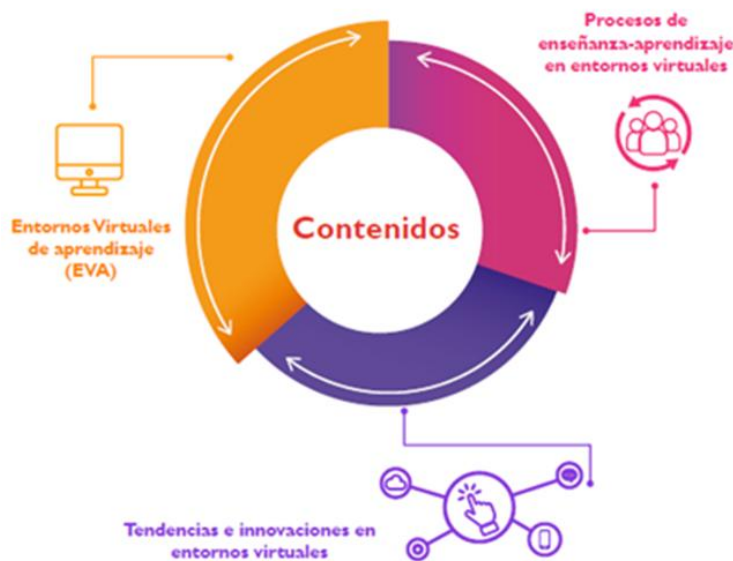 Procesos de
enseñanza-aprendizaje
en entornos virtuales
Contenidos
Entornos Virtuales
de aprendizaje
(EVA)
Tendencias e innovaciones en
entornos virtuales